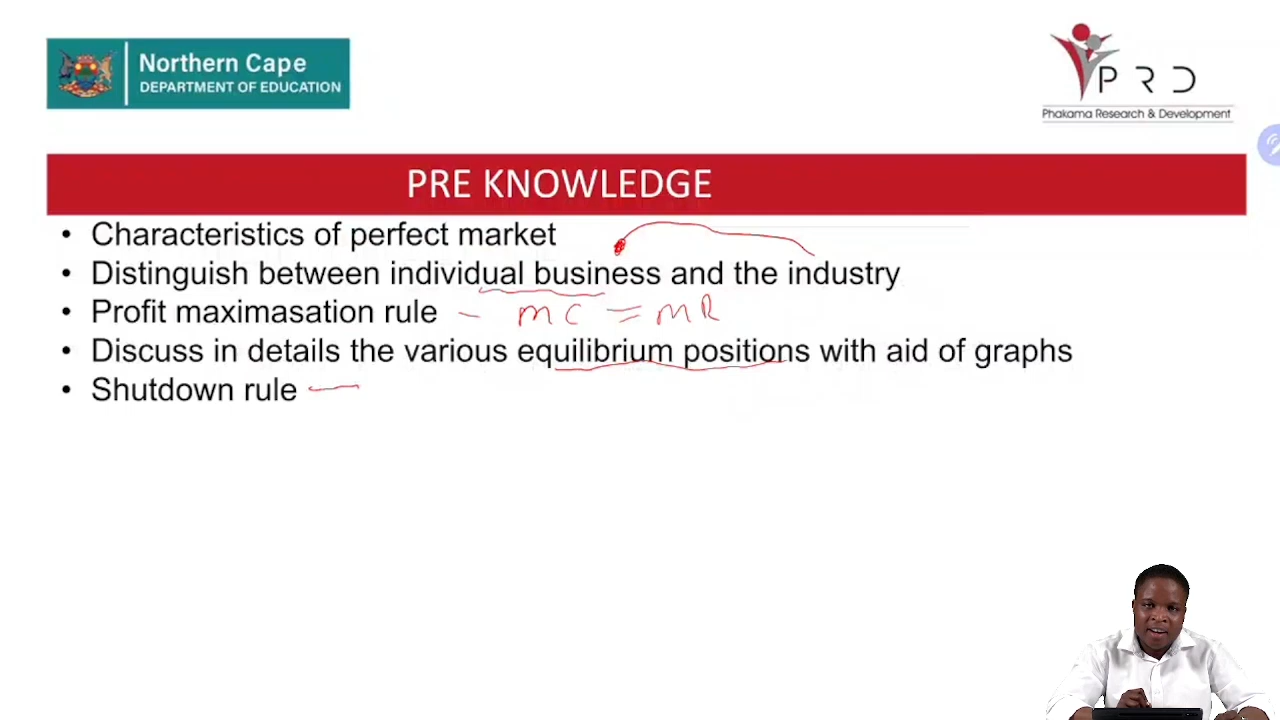 Northern Cape
DEPARTMENT OF EDUCATION
PRD
Phakama Research & Development
PRE KNOWLEDGE
• Characteristics of perfect market
• Distinguish between individual business and the industry
• Profit maximasation rule - MC = MR
• Discuss in details the various equilibrium positions with aid of graphs
• Shutdown rule -